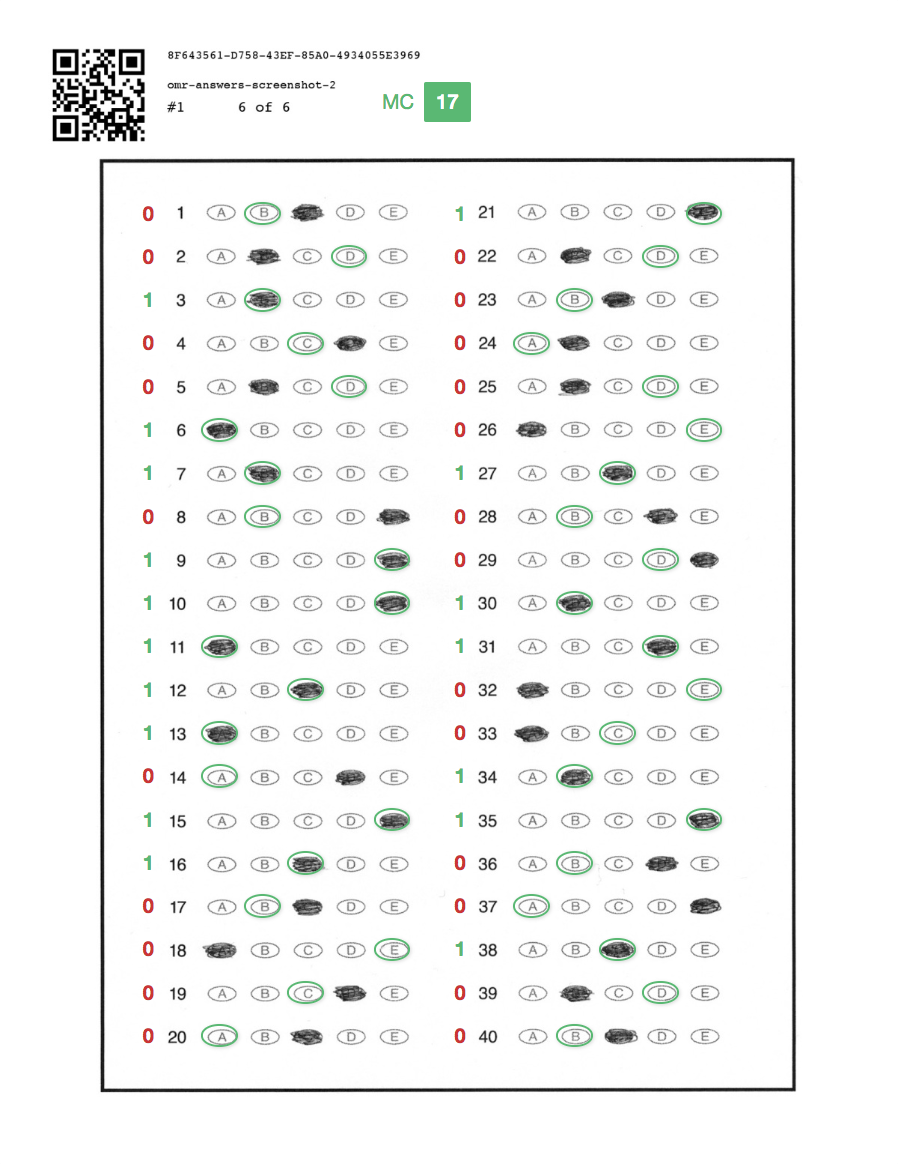 8F643561-D758-43EF-85A0-4934055E3969
omr-answers-screenshot-2
#1 6 of 6 MC 17
0 1 A B D E
0 2 A C D E
1 3 A C D E
0 4 A B C E
0 5 A C D E
1 6 B C D E
1 7 A C D E
0 8 A B C D
1 9 A B C D
1 10 A B C D
1 11 B C D E
1 12 A B D E
1 13 B C D E
0 14 A B C E
1 15 A B C D
1 16 A B D E
0 17 A B D E
0 18 B C D E
0 19 A B C E
0 20 A B D E
1 21 A B C D
0 22 A C D E
0 23 A B D E
0 24 A C D E
0 25 A C D E
0 26 B C D E
1 27 A B D E
0 28 A B C E
0 29 A B C D
1 30 A C D E
1 31 A B C E
0 32 B C D E
0 33 B C D E
1 34 A C D E
1 35 A B C D
0 36 A B C E
0 37 A B C D
1 38 A B D E
0 39 A C D E
0 40 A B D E